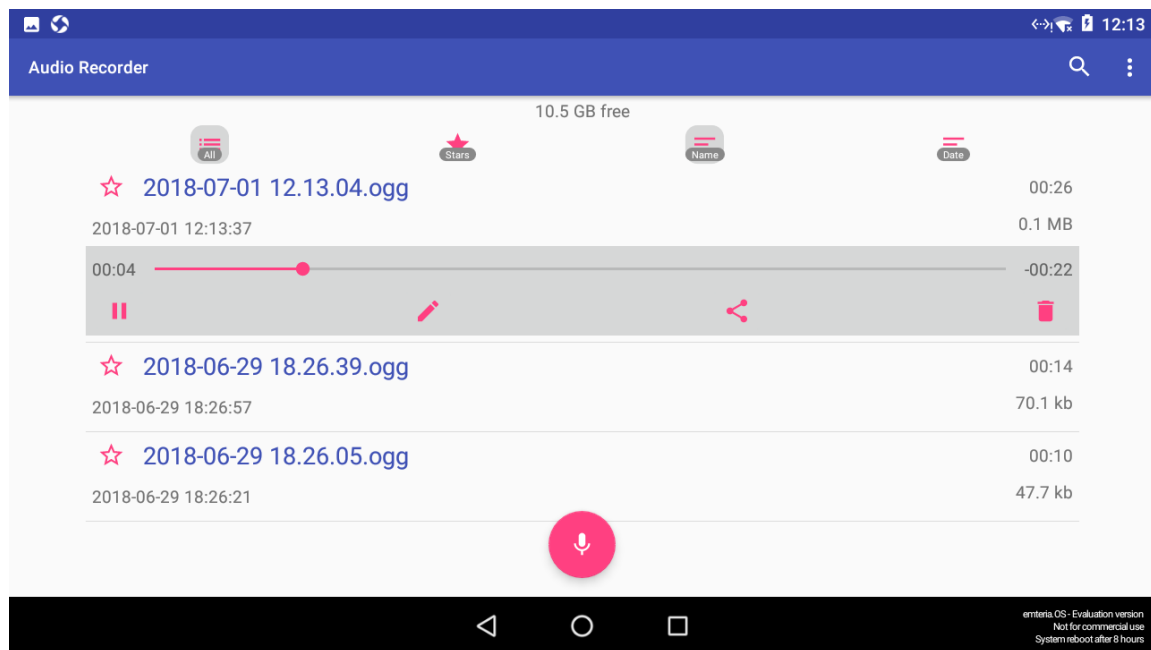 12:13
Audio Recorder
10.5 GB free
All Stars Name Date
2018-07-01 12.13.04.ogg 00:26
2018-07-01 12:13:37 0.1 MB
00:04 -00:22
2018-06-29 18.26.39.ogg 00:14
2018-06-29 18:26:57 70.1 kb
2018-06-29 18.26.05.ogg 00:10
2018-06-29 18:26:21 47.7 kb
emteria.OS - Evaluation version
Not for commercial use
System reboot after 8 hours